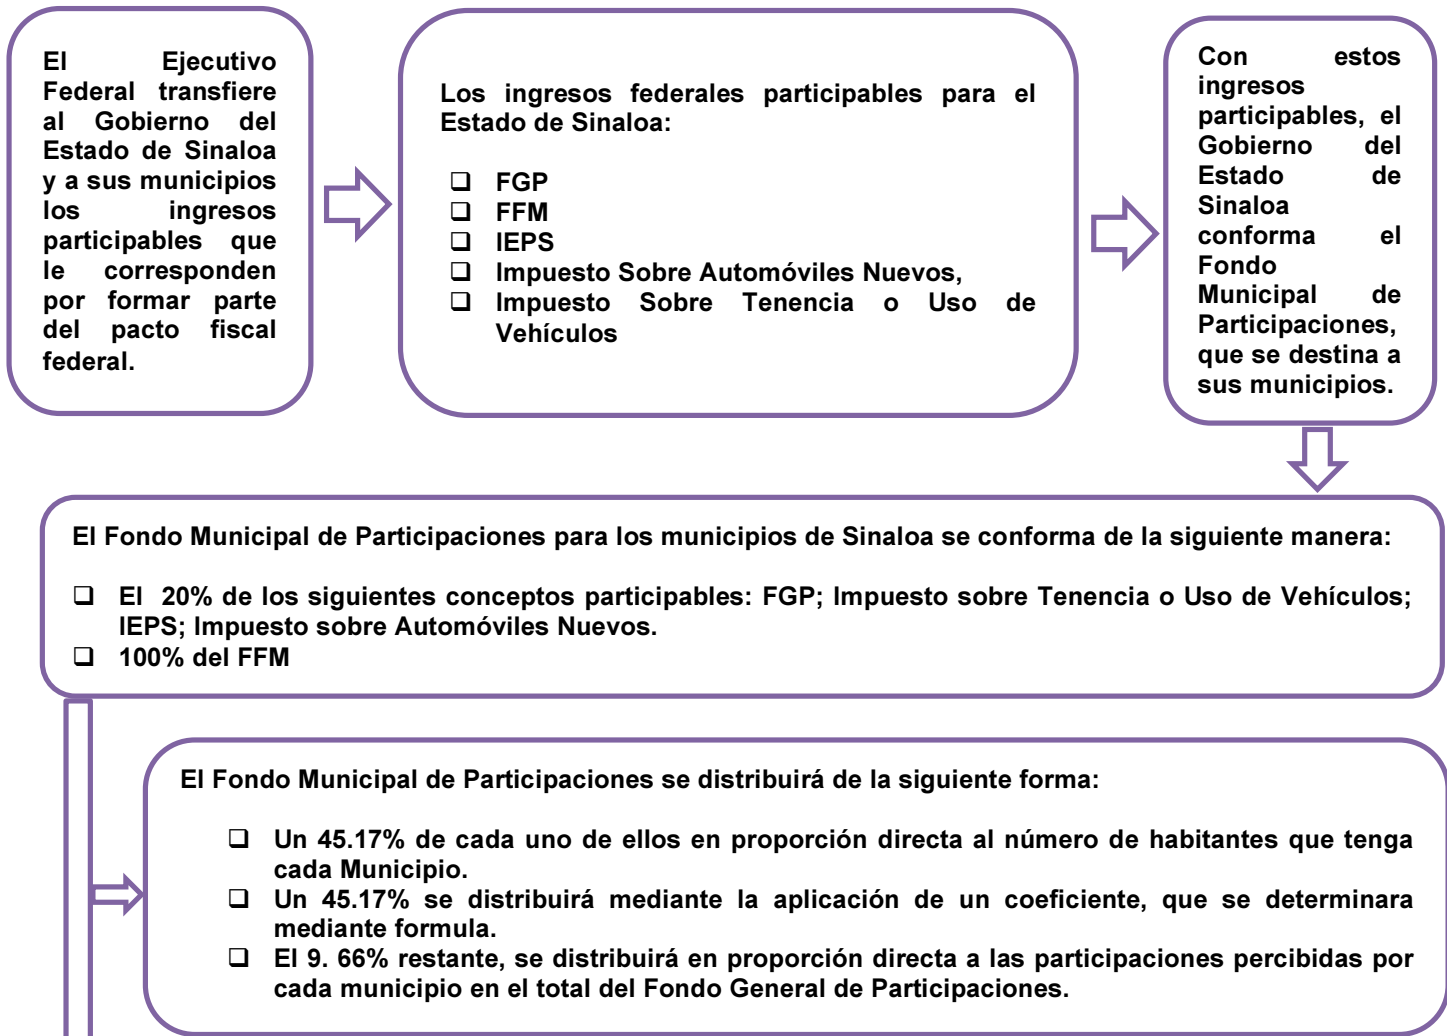 El Ejecutivo
Federal transfiere
al Gobierno del
Estado de Sinaloa
y a sus municipios
los ingresos
participables que
le corresponden
por formar parte
del pacto fiscal
federal.
Los ingresos federales participables para el
Estado de Sinaloa:
❑ FGP
❑ FFM
❑ IEPS
❑ Impuesto Sobre Automóviles Nuevos,
❑ Impuesto Sobre Tenencia o Uso de
Vehículos
Con estos
ingresos
participables, el
Gobierno del
Estado de
Sinaloa
conforma el
Fondo
Municipal de
Participaciones,
que se destina a
sus municipios.
El Fondo Municipal de Participaciones para los municipios de Sinaloa se conforma de la siguiente manera:
❑ El 20% de los siguientes conceptos participables: FGP; Impuesto sobre Tenencia o Uso de Vehículos;
IEPS; Impuesto sobre Automóviles Nuevos.
❑ 100% del FFM
El Fondo Municipal de Participaciones se distribuirá de la siguiente forma:
❑ Un 45.17% de cada uno de ellos en proporción directa al número de habitantes que tenga
cada Municipio.
❑ Un 45.17% se distribuirá mediante la aplicación de un coeficiente, que se determinara
mediante formula.
❑ El 9. 66% restante, se distribuirá en proporción directa a las participaciones percibidas por
cada municipio en el total del Fondo General de Participaciones.